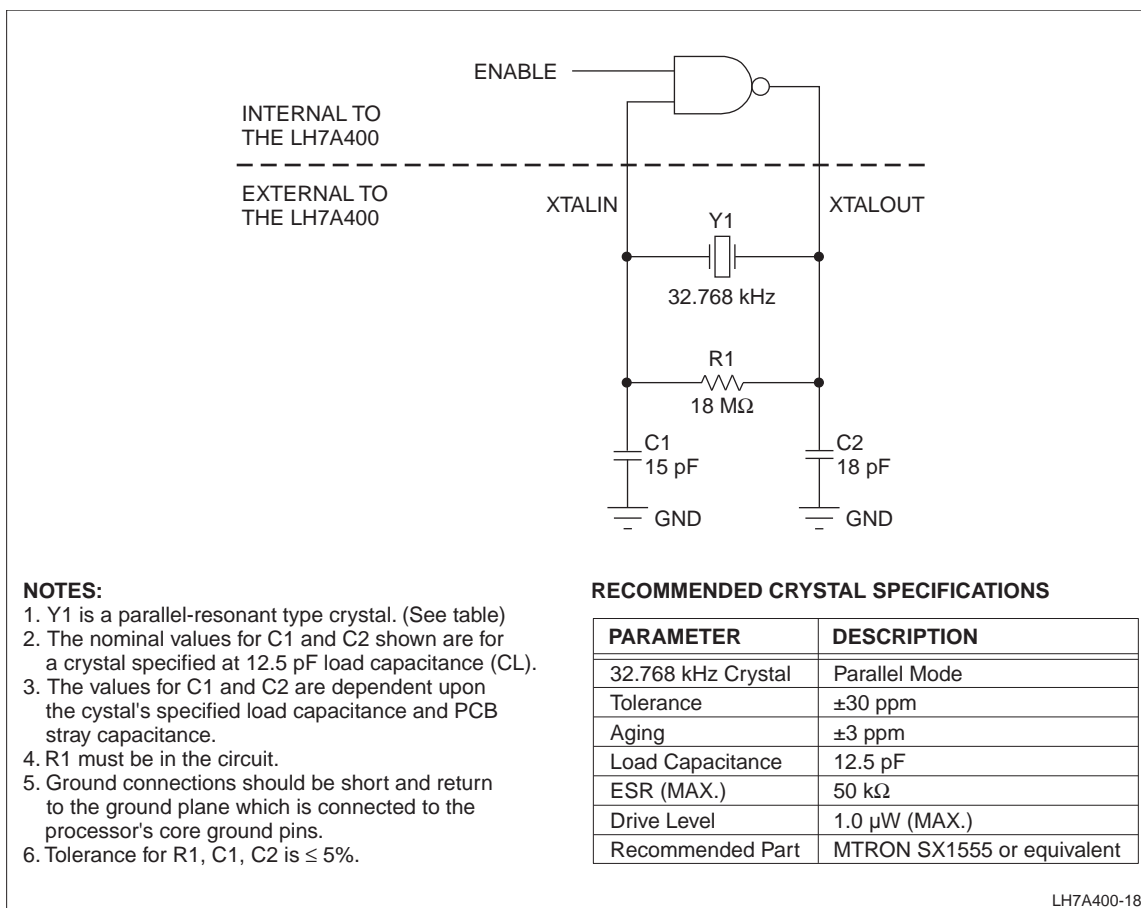 ENABLE
INTERNAL TO
THE LH7A400
EXTERNAL TO
THE LH7A400
XTALIN
XTALOUT
Y1
32.768 kHz
R1
18 MΩ
C1
15 pF
C2
18 pF
GND
GND
NOTES:
1. Y1 is a parallel-resonant type crystal. (See table)
2. The nominal values for C1 and C2 shown are for
a crystal specified at 12.5 pF load capacitance (CL).
3. The values for C1 and C2 are dependent upon
the cystal's specified load capacitance and PCB
stray capacitance.
4. R1 must be in the circuit.
5. Ground connections should be short and return
to the ground plane which is connected to the
processor's core ground pins.
6. Tolerance for R1, C1, C2 is ≤ 5%.
RECOMMENDED CRYSTAL SPECIFICATIONS
PARAMETER DESCRIPTION
32.768 kHz Crystal Parallel Mode
Tolerance ±30 ppm
Aging ±3 ppm
Load Capacitance 12.5 pF
ESR (MAX.) 50 kΩ
Drive Level 1.0 µW (MAX.)
Recommended Part MTRON SX1555 or equivalent
LH7A400-18